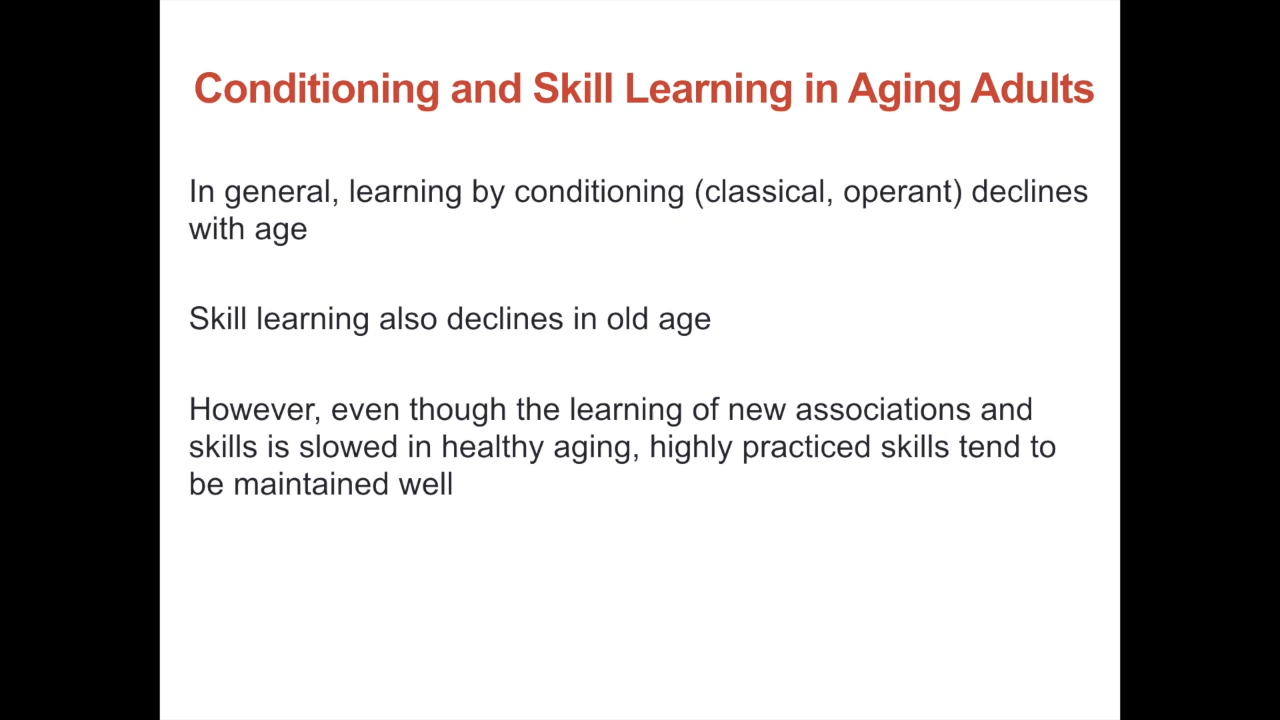 Conditioning and Skill Learning in Aging Adults
In general, learning by conditioning (classical, operant) declines
with age
Skill learning also declines in old age
However, even though the learning of new associations and
skills is slowed in healthy aging, highly practiced skills tend to
be maintained well